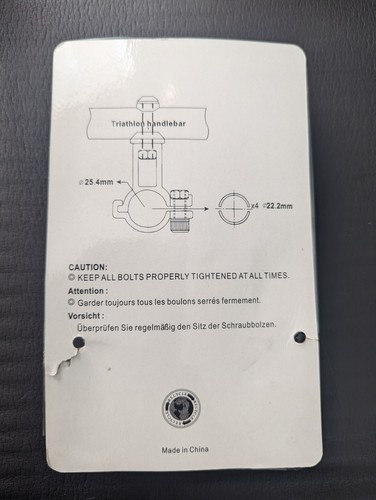 Triathlon handlebar
⌀25.4mm
x4 ⌀22.2mm
CAUTION:
◎ KEEP ALL BOLTS PROPERLY TIGHTENED AT ALL TIMES.
Attention :
◎ Garder toujours tous les boulons serrés fermement.
Vorsicht :
Überprüfen Sie regelmäßig den Sitz der Schraubbolzen.
Made in China